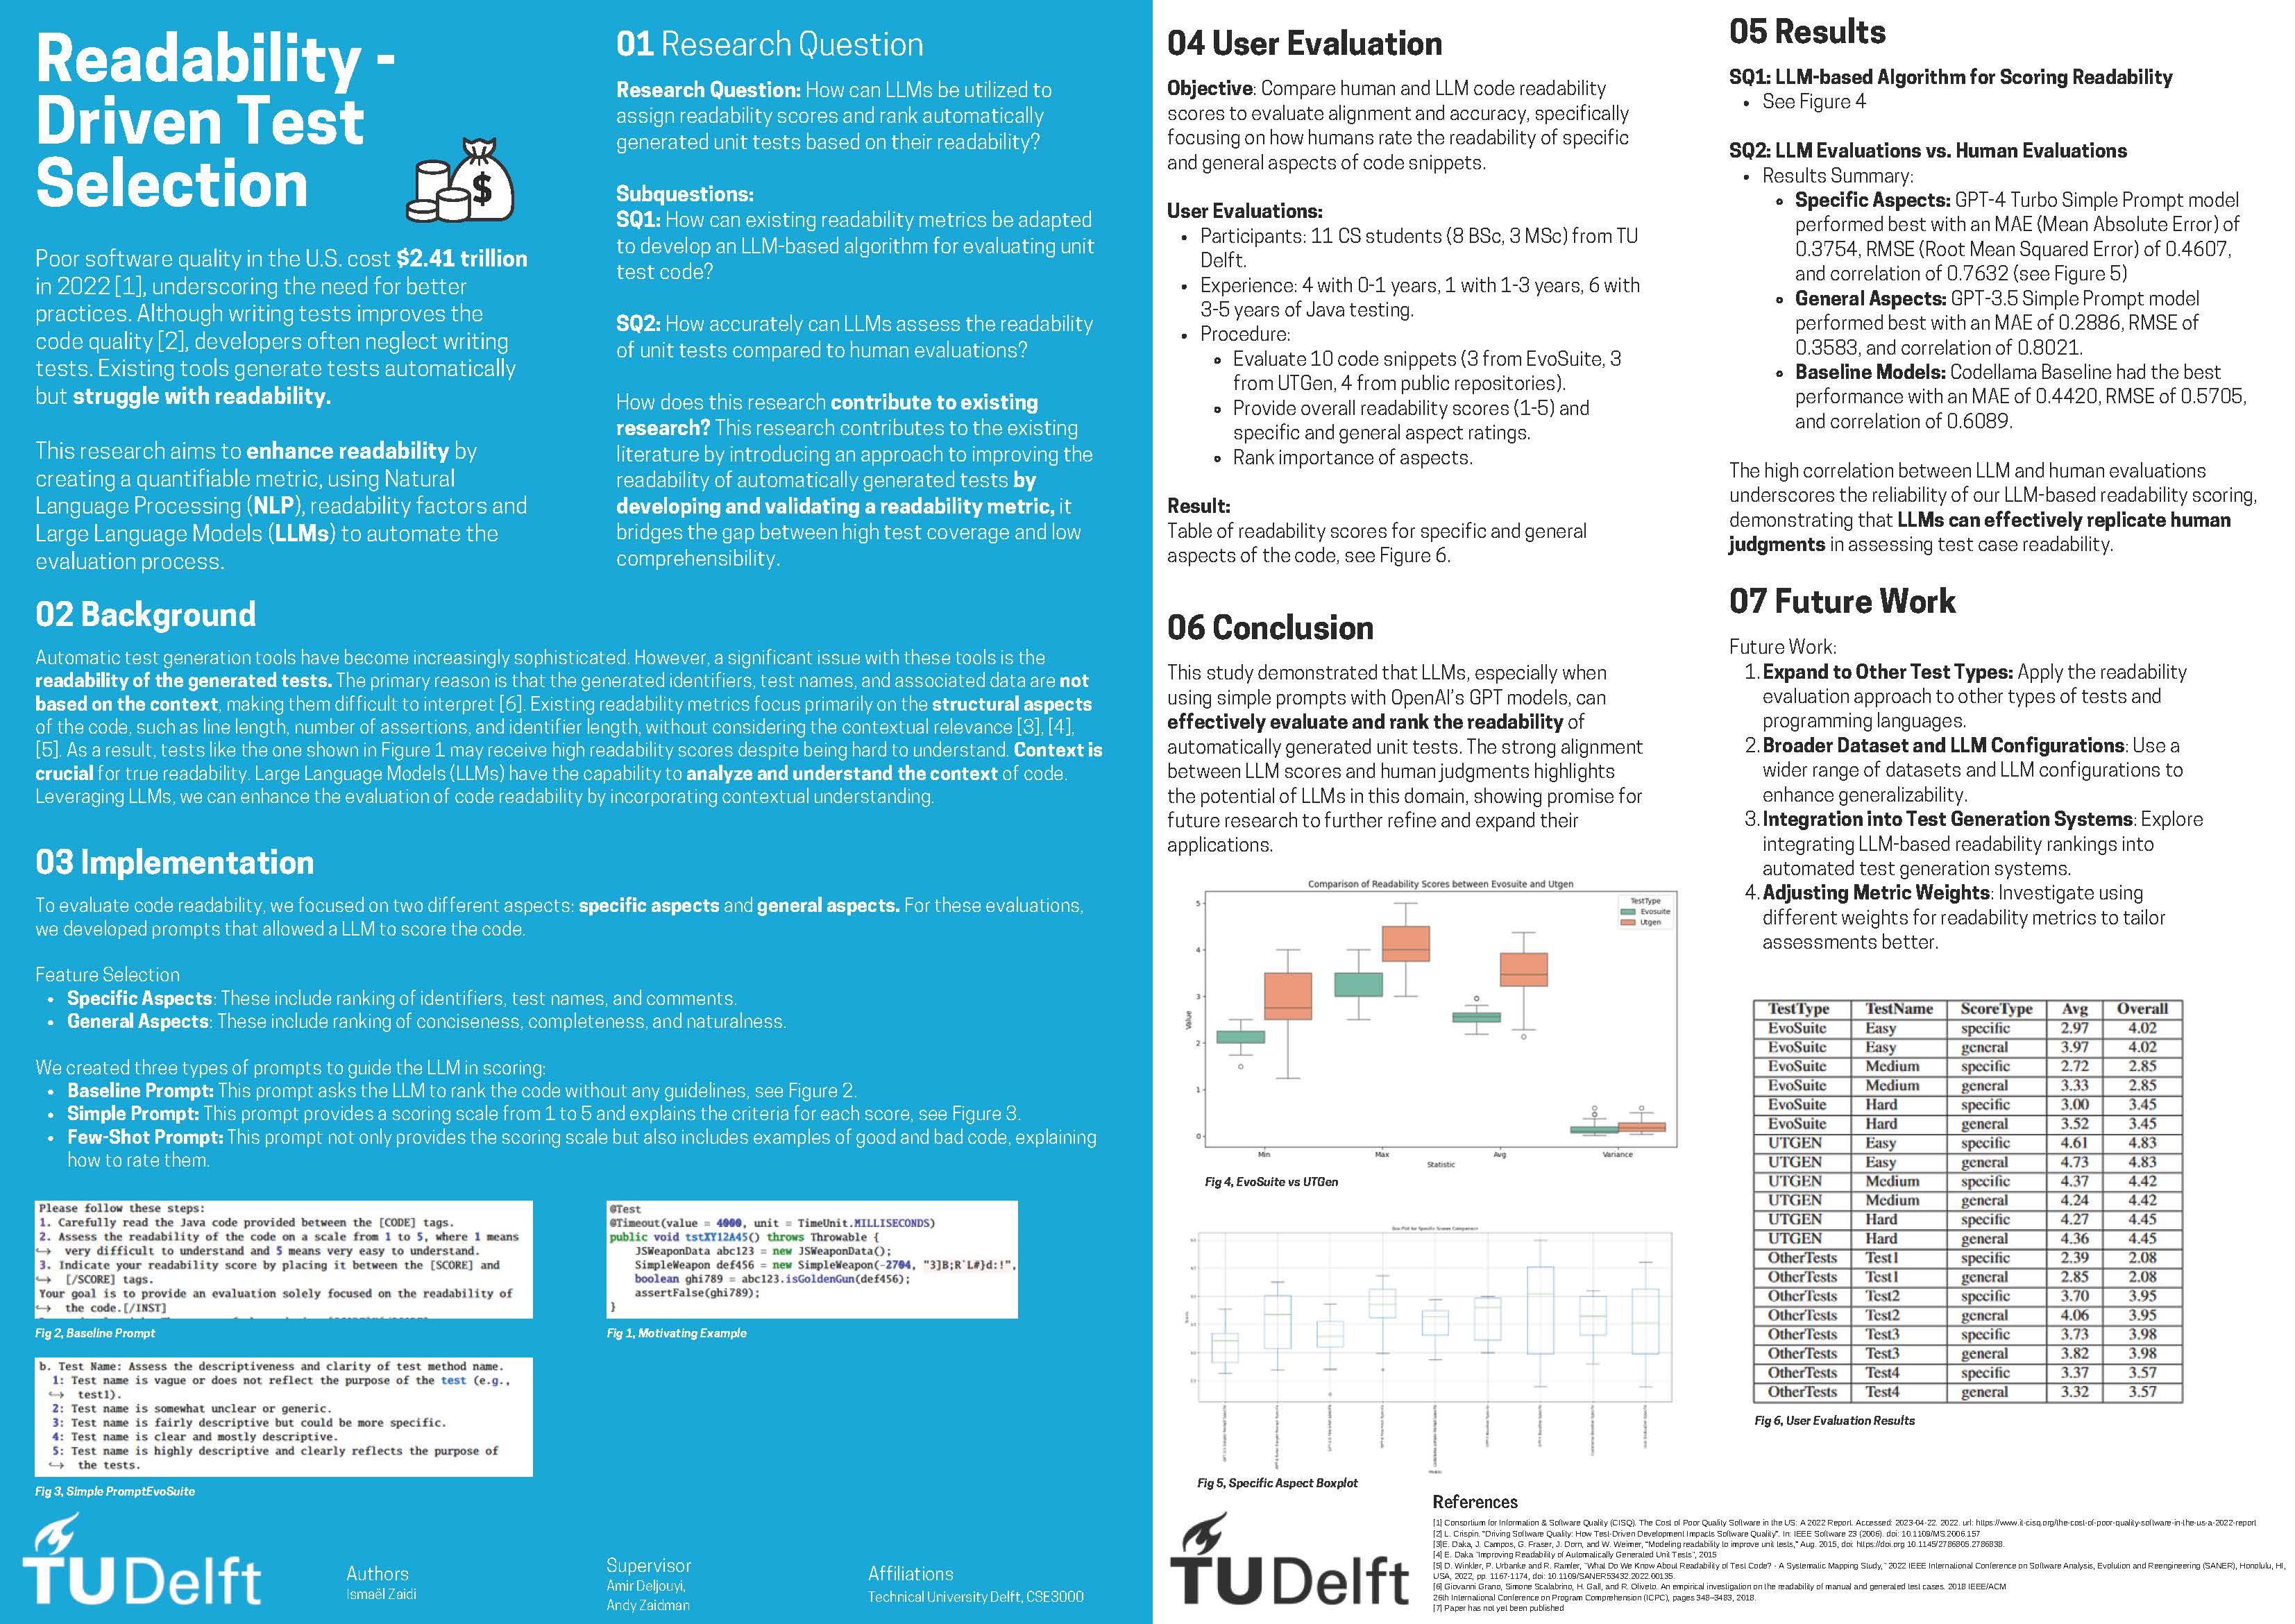 Readability -
Driven Test
Selection
$
Poor software quality in the U.S. cost $2.41 trillion
in 2022 [1], underscoring the need for better
practices. Although writing tests improves the
code quality [2], developers often neglect writing
tests. Existing tools generate tests automatically
but struggle with readability.
This research aims to enhance readability by
creating a quantifiable metric, using Natural
Language Processing (NLP), readability factors and
Large Language Models (LLMs) to automate the
evaluation process.
01 Research Question
Research Question: How can LLMs be utilized to
assign readability scores and rank automatically
generated unit tests based on their readability?
Subquestions:
SQ1: How can existing readability metrics be adapted
to develop an LLM-based algorithm for evaluating unit
test code?
SQ2: How accurately can LLMs assess the readability
of unit tests compared to human evaluations?
How does this research contribute to existing
research? This research contributes to the existing
literature by introducing an approach to improving the
readability of automatically generated tests by
developing and validating a readability metric, it
bridges the gap between high test coverage and low
comprehensibility.
02 Background
Automatic test generation tools have become increasingly sophisticated. However, a significant issue with these tools is the
readability of the generated tests. The primary reason is that the generated identifiers, test names, and associated data are not
based on the context, making them difficult to interpret [6]. Existing readability metrics focus primarily on the structural aspects
of the code, such as line length, number of assertions, and identifier length, without considering the contextual relevance [3], [4],
[5]. As a result, tests like the one shown in Figure 1 may receive high readability scores despite being hard to understand. Context is
crucial for true readability. Large Language Models (LLMs) have the capability to analyze and understand the context of code.
Leveraging LLMs, we can enhance the evaluation of code readability by incorporating contextual understanding.
03 Implementation
To evaluate code readability, we focused on two different aspects: specific aspects and general aspects. For these evaluations,
we developed prompts that allowed a LLM to score the code.
Feature Selection
• Specific Aspects: These include ranking of identifiers, test names, and comments.
• General Aspects: These include ranking of conciseness, completeness, and naturalness.
We created three types of prompts to guide the LLM in scoring:
• Baseline Prompt: This prompt asks the LLM to rank the code without any guidelines, see Figure 2.
• Simple Prompt: This prompt provides a scoring scale from 1 to 5 and explains the criteria for each score, see Figure 3.
• Few-Shot Prompt: This prompt not only provides the scoring scale but also includes examples of good and bad code, explaining
how to rate them.
Please follow these steps:
1. Carefully read the Java code provided between the [CODE] tags.
2. Assess the readability of the code on a scale from 1 to 5, where 1 means
↪ very difficult to understand and 5 means very easy to understand.
3. Indicate your readability score by placing it between the [SCORE] and
↪ [/SCORE] tags.
Your goal is to provide an evaluation solely focused on the readability of
↪ the code.[/INST]
Fig 2, Baseline Prompt
@Test
@Timeout(value = 4000, unit = TimeUnit.MILLISECONDS)
public void tstXY12A45() throws Throwable {
JSWeaponData abc123 = new JSWeaponData();
SimpleWeapon def456 = new SimpleWeapon(-2704, "3]B;R`L#}d:!",
boolean ghi789 = abc123.isGoldenGun(def456);
assertFalse(ghi789);
}
Fig 1, Motivating Example
b. Test Name: Assess the descriptiveness and clarity of test method name.
1: Test name is vague or does not reflect the purpose of the test (e.g.,
↪ test1).
2: Test name is somewhat unclear or generic.
3: Test name is fairly descriptive but could be more specific.
4: Test name is clear and mostly descriptive.
5: Test name is highly descriptive and clearly reflects the purpose of
↪ the tests.
Fig 3, Simple PromptEvoSuite
TU Delft
Authors
Ismaël Zaidi
Supervisor
Amir Deljouyi,
Andy Zaidman
Affiliations
Technical University Delft, CSE3000
04 User Evaluation
Objective: Compare human and LLM code readability
scores to evaluate alignment and accuracy, specifically
focusing on how humans rate the readability of specific
and general aspects of code snippets.
User Evaluations:
• Participants: 11 CS students (8 BSc, 3 MSc) from TU
Delft.
• Experience: 4 with 0-1 years, 1 with 1-3 years, 6 with
3-5 years of Java testing.
• Procedure:
Evaluate 10 code snippets (3 from EvoSuite, 3
from UTGen, 4 from public repositories).
Provide overall readability scores (1-5) and
specific and general aspect ratings.
Rank importance of aspects.
Result:
Table of readability scores for specific and general
aspects of the code, see Figure 6.
05 Results
SQ1: LLM-based Algorithm for Scoring Readability
• See Figure 4
SQ2: LLM Evaluations vs. Human Evaluations
• Results Summary:
Specific Aspects: GPT-4 Turbo Simple Prompt model
performed best with an MAE (Mean Absolute Error) of
0.3754, RMSE (Root Mean Squared Error) of 0.4607,
and correlation of 0.7632 (see Figure 5)
General Aspects: GPT-3.5 Simple Prompt model
performed best with an MAE of 0.2886, RMSE of
0.3583, and correlation of 0.8021.
Baseline Models: Codellama Baseline had the best
performance with an MAE of 0.4420, RMSE of 0.5705,
and correlation of 0.6089.
The high correlation between LLM and human evaluations
underscores the reliability of our LLM-based readability scoring,
demonstrating that LLMs can effectively replicate human
judgments in assessing test case readability.
06 Conclusion
This study demonstrated that LLMs, especially when
using simple prompts with OpenAI's GPT models, can
effectively evaluate and rank the readability of
automatically generated unit tests. The strong alignment
between LLM scores and human judgments highlights
the potential of LLMs in this domain, showing promise for
future research to further refine and expand their
applications.
07 Future Work
Future Work:
1. Expand to Other Test Types: Apply the readability
evaluation approach to other types of tests and
programming languages.
2. Broader Dataset and LLM Configurations: Use a
wider range of datasets and LLM configurations to
enhance generalizability.
3. Integration into Test Generation Systems: Explore
integrating LLM-based readability rankings into
automated test generation systems.
4. Adjusting Metric Weights: Investigate using
different weights for readability metrics to tailor
assessments better.
Comparison of Readability Scores between Evosuite and Utgen
TestType
Evosuite
Utgen
Value
5
4
3
2
1
0
Min Max Avg Variance
Statistic
Fig 4, EvoSuite vs UTGen
Box Plot for Specific Scores Comparison
Fig 5, Specific Aspect Boxplot
TestType TestName ScoreType Avg Overall
EvoSuite Easy specific 2.97 4.02
EvoSuite Easy general 3.97 4.02
EvoSuite Medium specific 2.72 2.85
EvoSuite Medium general 3.33 2.85
EvoSuite Hard specific 3.00 3.45
EvoSuite Hard general 3.52 3.45
UTGEN Easy specific 4.61 4.83
UTGEN Easy general 4.73 4.83
UTGEN Medium specific 4.37 4.42
UTGEN Medium general 4.24 4.42
UTGEN Hard specific 4.27 4.45
UTGEN Hard general 4.36 4.45
OtherTests Test1 specific 2.39 2.08
OtherTests Test1 general 2.85 2.08
OtherTests Test2 specific 3.70 3.95
OtherTests Test2 general 4.06 3.95
OtherTests Test3 specific 3.73 3.98
OtherTests Test3 general 3.82 3.98
OtherTests Test4 specific 3.37 3.57
OtherTests Test4 general 3.32 3.57
Fig 6, User Evaluation Results
TU Delft
References
[1] Consortium for Information & Software Quality (CISQ). The Cost of Poor Quality Software in the US: A 2022 Report. Accessed: 2023-04-22. 2022. url: https://www.it-cisq.org/the-cost-of-poor-quality-software-in-the-us-a-2022-report
[2] L. Crispin. "Driving Software Quality: How Test-Driven Development Impacts Software Quality". In: IEEE Software 23 (2006). doi: 10.1109/MS.2006.157
[3]E. Daka, J. Campos, G. Fraser, J. Dorn, and W. Weimer, "Modeling readability to improve unit tests," Aug. 2015, doi: https://doi.org 10.1145/2786805.2786838.
[4] E. Daka "Improving Readability of Automatically Generated Unit Tests", 2015
[5] D. Winkler, P. Urbanke and R. Ramler, "What Do We Know About Readability of Test Code? - A Systematic Mapping Study," 2022 IEEE International Conference on Software Analysis, Evolution and Reengineering (SANER), Honolulu, HI,
USA, 2022, pp. 1167-1174, doi: 10.1109/SANER53432.2022.00135.
[6] Giovanni Grano, Simone Scalabrino, H. Gall, and R. Oliveto. An empirical investigation on the readability of manual and generated test cases. 2018 IEEE/ACM
26th International Conference on Program Comprehension (ICPC), pages 348–3483, 2018.
[7] Paper has not yet been published